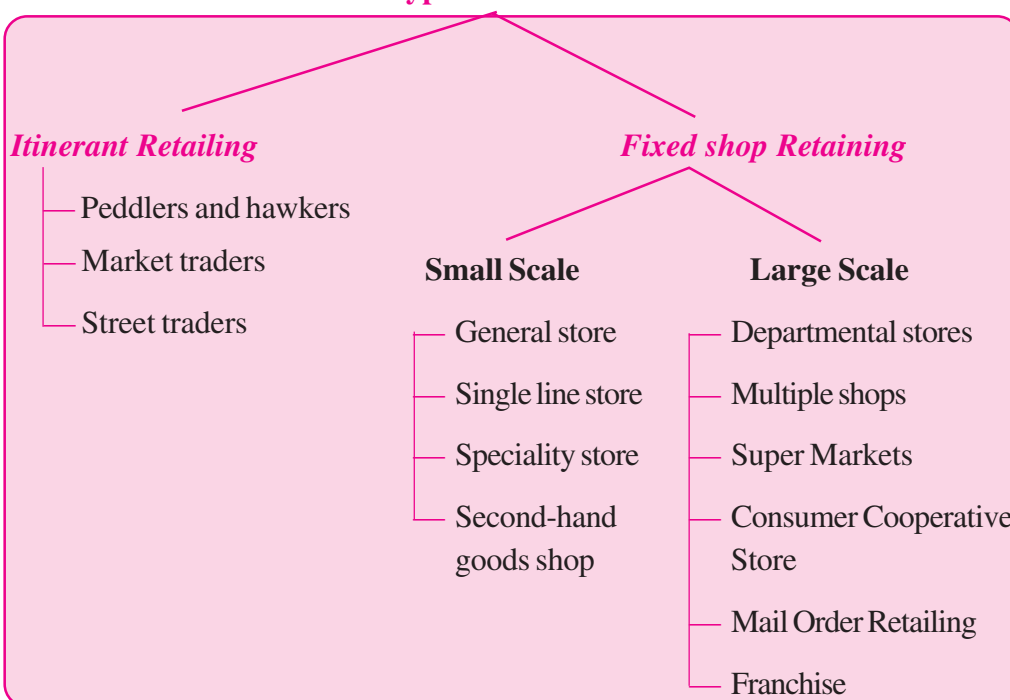 Itinerant Retailing
Peddlers and hawkers
Market traders
Street traders
Fixed shop Retaining
Small Scale
General store
Single line store
Speciality store
Second-hand
goods shop
Large Scale
Departmental stores
Multiple shops
Super Markets
Consumer Cooperative
Store
Mail Order Retailing
Franchise